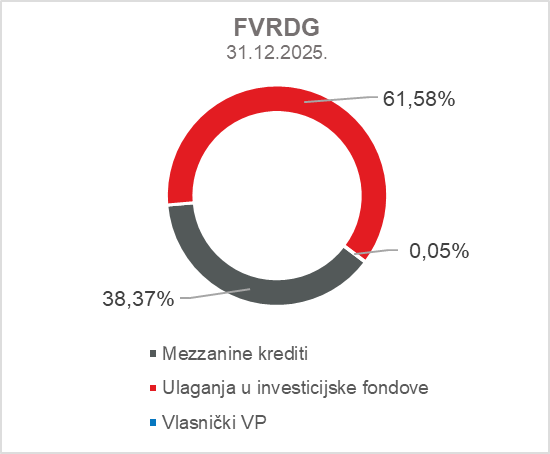 FVRDG
31.12.2025.
61,58%
0,05%
38,37%
Mezzanine krediti
Ulaganja u investicijske fondove
Vlasnički VP